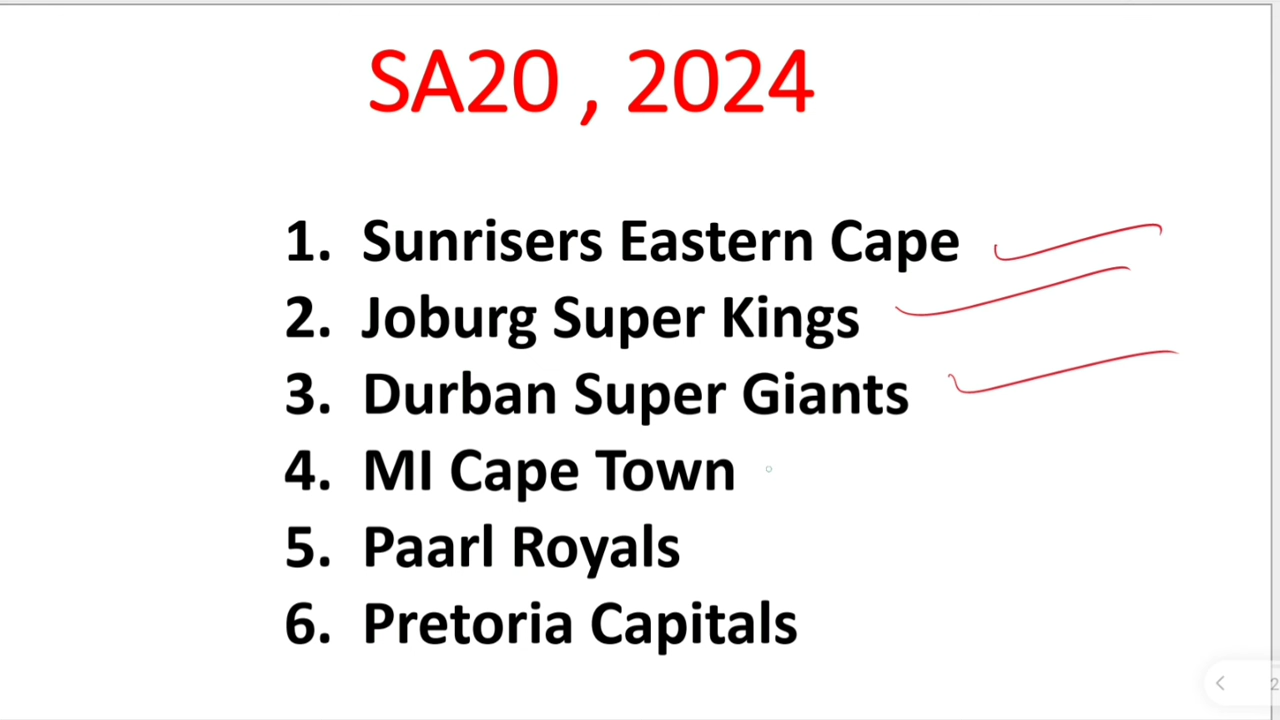 SA20 , 2024
1. Sunrisers Eastern Cape
2. Joburg Super Kings
3. Durban Super Giants
4. MI Cape Town
5. Paarl Royals
6. Pretoria Capitals
2